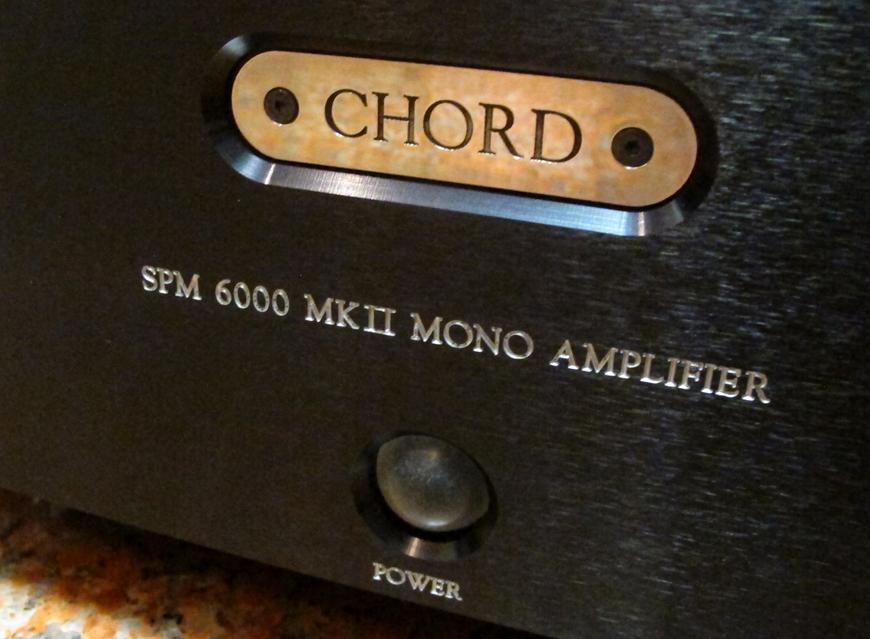 CHORD
SPM 6000 MKII MONO AMPLIFIER
POWER